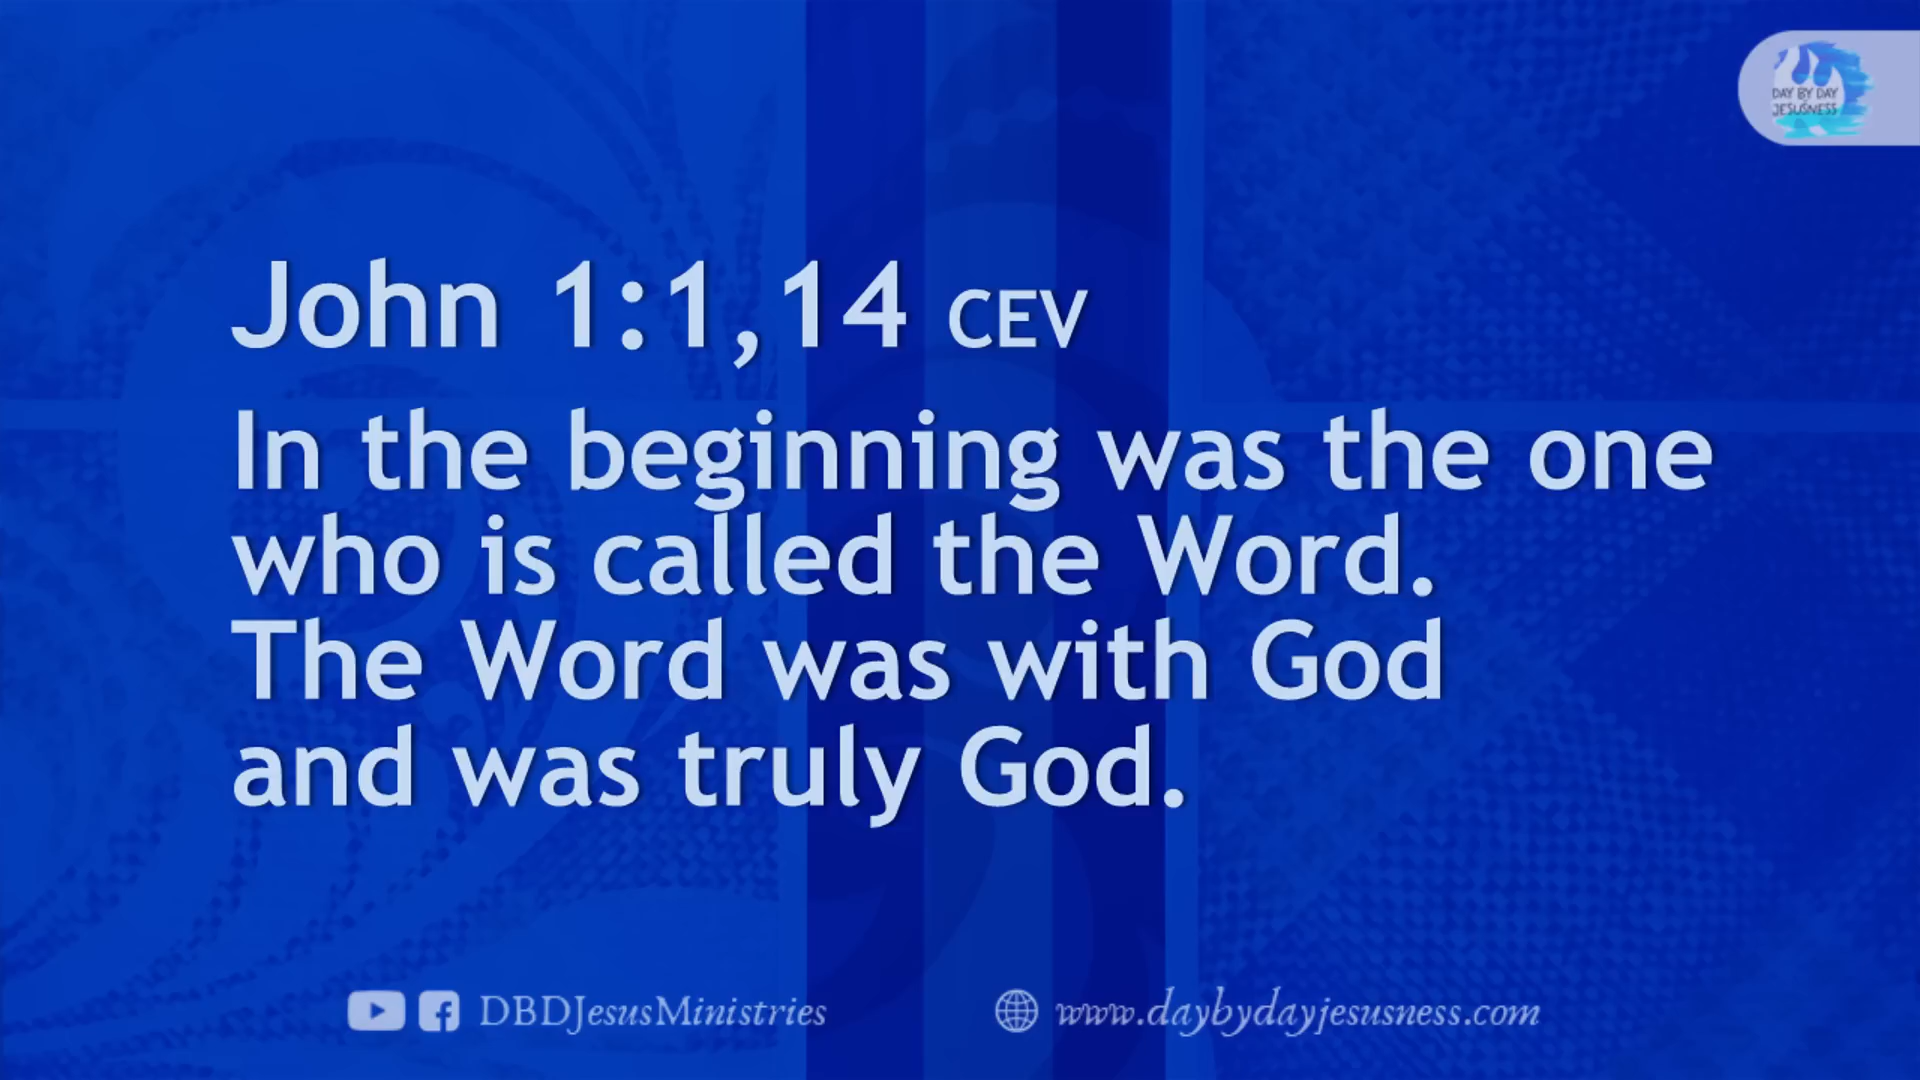 DAY BY DAY
JESUSNESS
John 1:1,14 CEV
In the beginning was the one
who is called the Word.
The Word was with God
and was truly God.
DBDJesusMinistries
www.daybydayjesusness.com